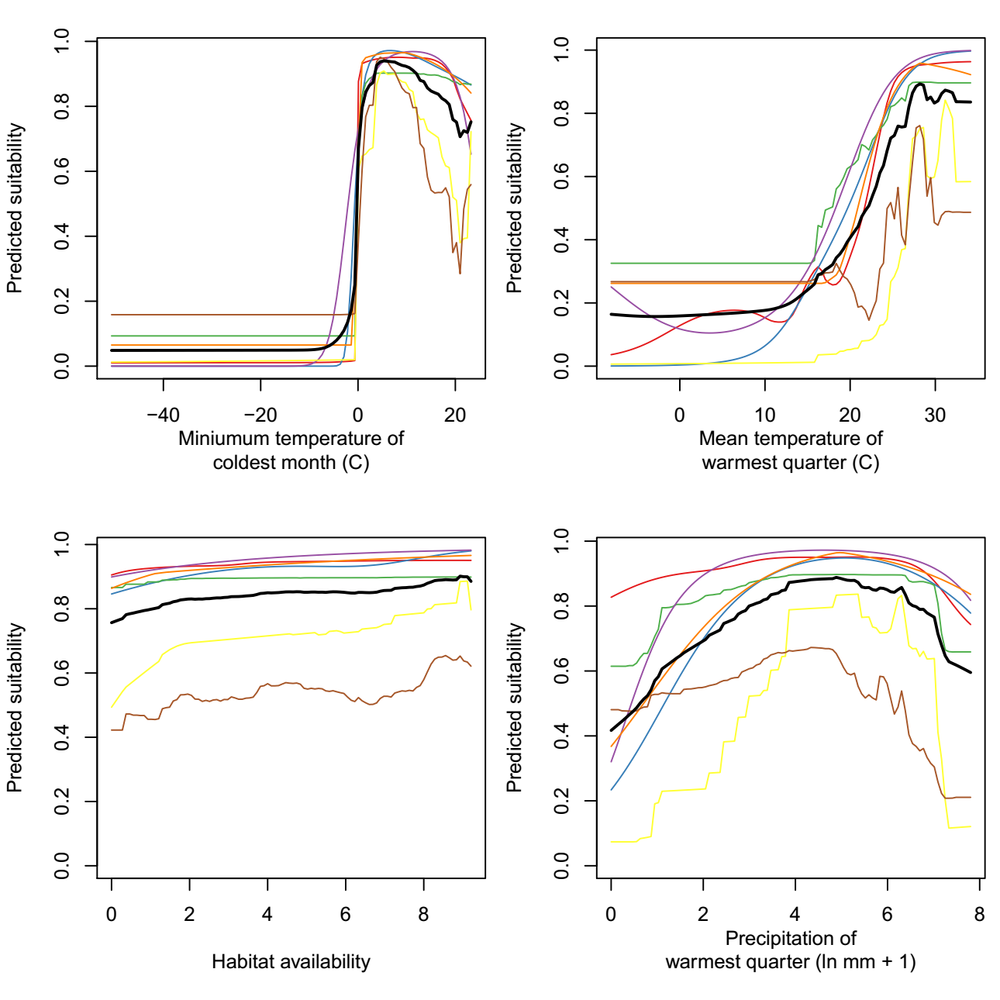 0.0 0.2 0.4 0.6 0.8 1.0
Predicted suitability
−40 −20 0 20
Miniumum temperature of
coldest month (C)
0.0 0.2 0.4 0.6 0.8 1.0
Predicted suitability
0 10 20 30
Mean temperature of
warmest quarter (C)
0.0 0.2 0.4 0.6 0.8 1.0
Predicted suitability
0 2 4 6 8
Habitat availability
0.0 0.2 0.4 0.6 0.8 1.0
Predicted suitability
0 2 4 6 8
Precipitation of
warmest quarter (ln mm + 1)